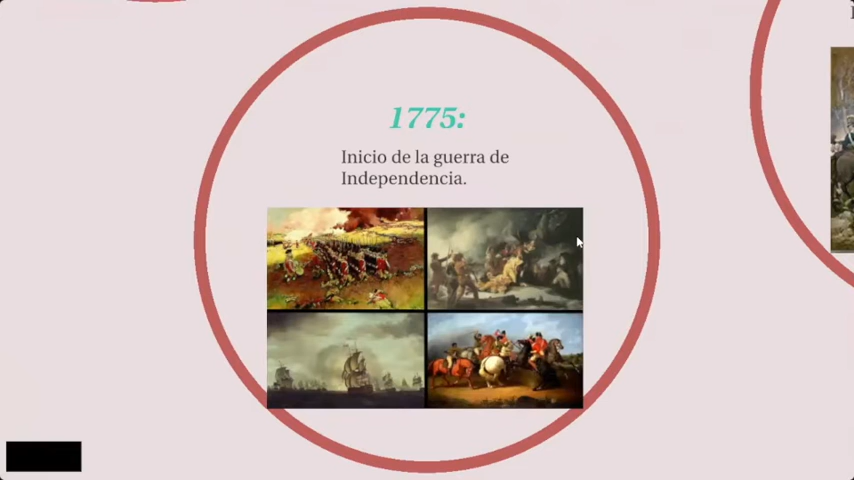 1775:
Inicio de la guerra de
Independencia.